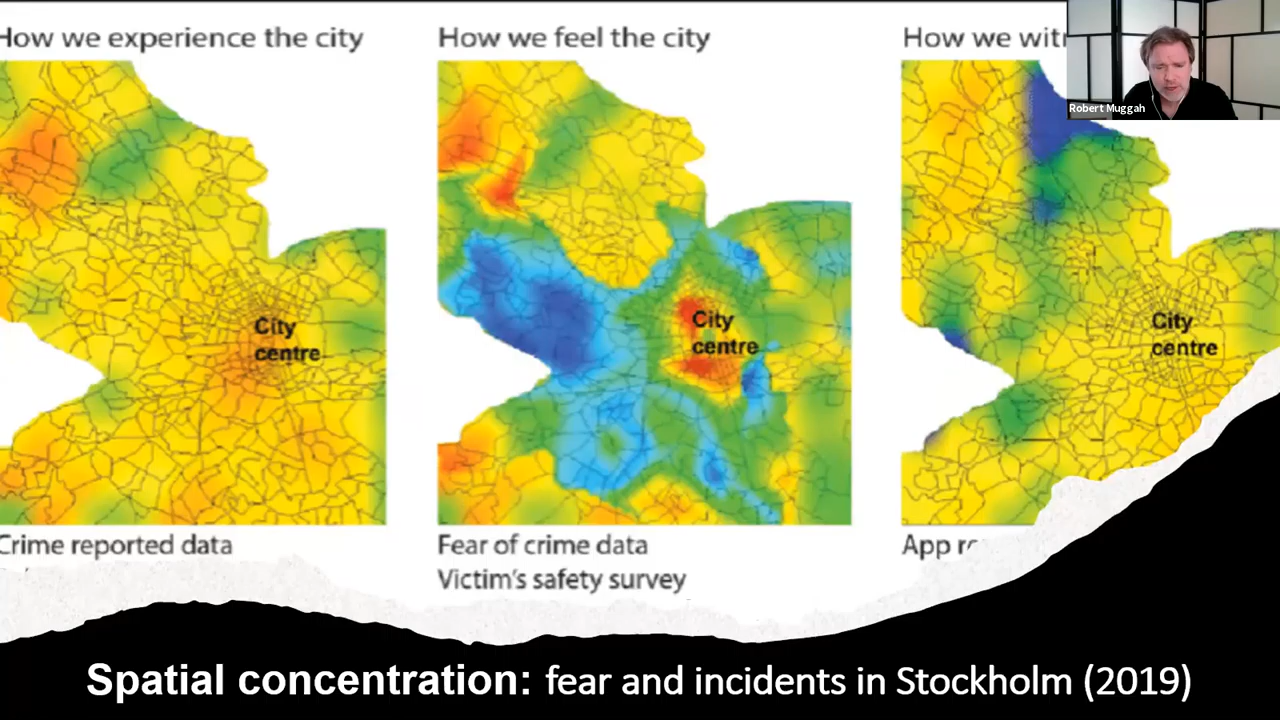 How we experience the city
How we feel the city
How we
Robert Muggah
City
centre
City
centre
City
centre
Crime reported data
Fear of crime data
Victim's safety survey
App
Spatial concentration: fear and incidents in Stockholm (2019)